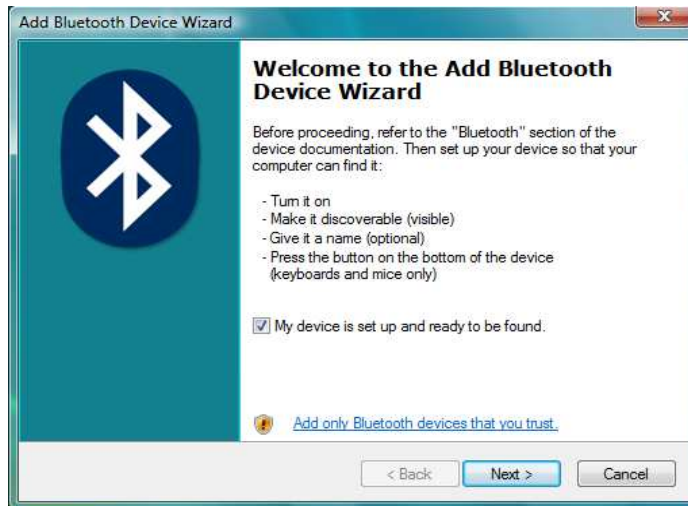 Add Bluetooth Device Wizard
Welcome to the Add Bluetooth
Device Wizard
Before proceeding, refer to the "Bluetooth" section of the
device documentation. Then set up your device so that your
computer can find it:
- Turn it on
- Make it discoverable (visible)
- Give it a name (optional)
- Press the button on the bottom of the device
(keyboards and mice only)
My device is set up and ready to be found.
Add only Bluetooth devices that you trust.
< Back Next > Cancel